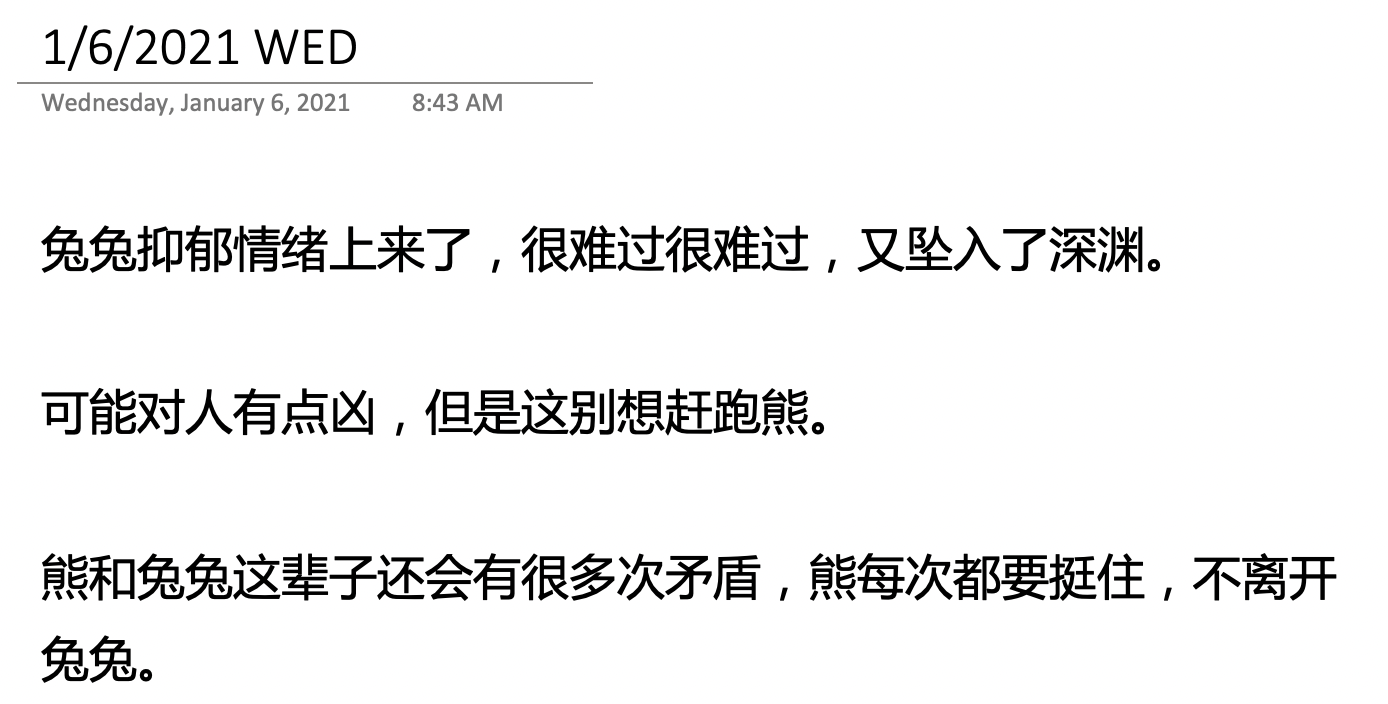 1/6/2021 WED
Wednesday, January 6, 2021 8:43 AM
兔兔抑郁情绪上来了，很难过很难过，又坠入了深渊。
可能对人有点凶，但是这别想赶跑熊。
熊和兔兔这辈子还会有很多次矛盾，熊每次都要挺住，不离开
兔兔。